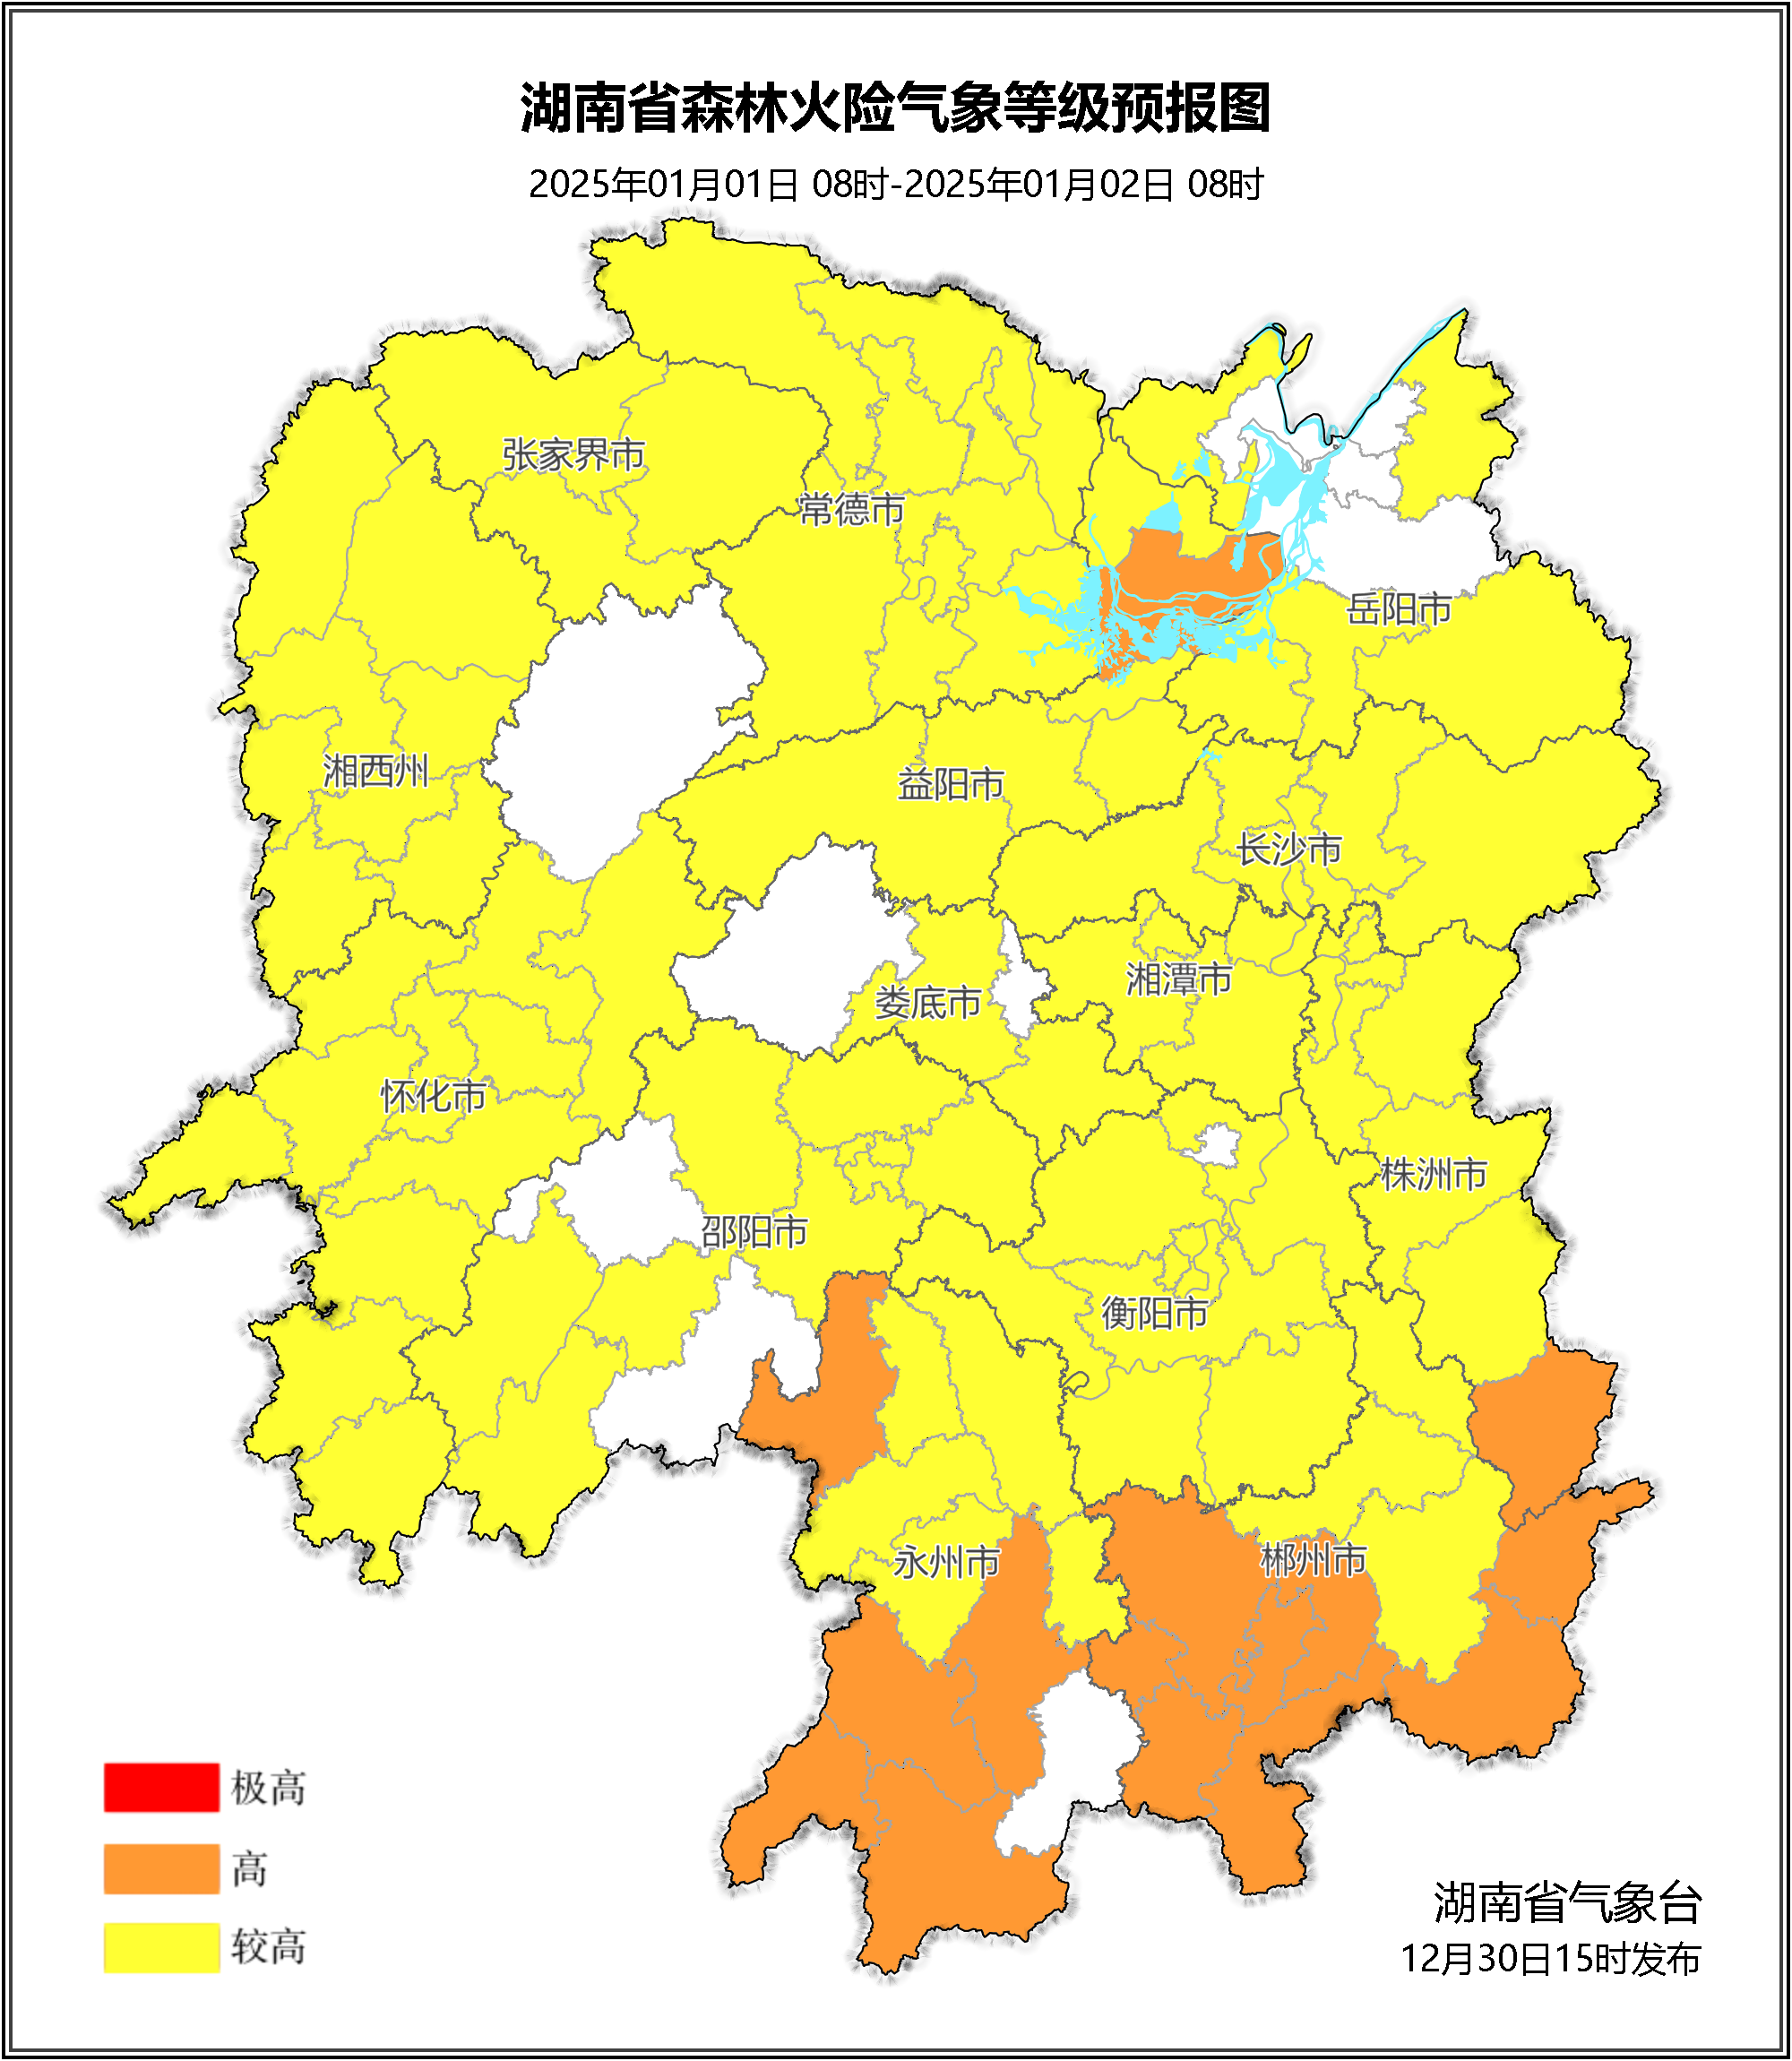 湖南省森林火险气象等级预报图
2025年01月01日 08时-2025年01月02日 08时
张家界市
常德市
岳阳市
湘西州
益阳市
长沙市
湘潭市
娄底市
怀化市
株洲市
邵阳市
衡阳市
永州市
郴州市
极高
高
较高
湖南省气象台
12月30日15时发布